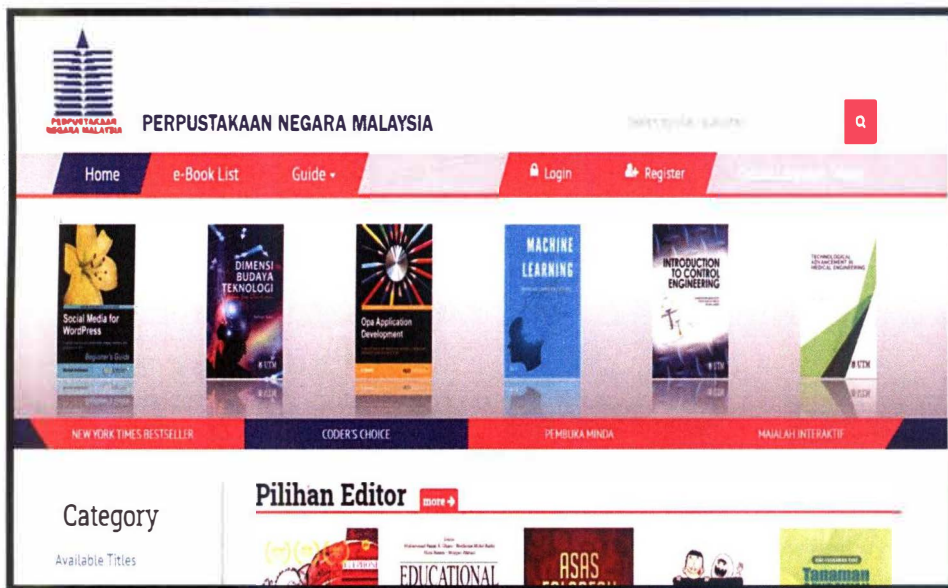 PERPUSTAKAAN
NEGARA MALAYSIA
PERPUSTAKAAN NEGARA MALAYSIA
Home
e-Book List
Guide
Login
Register
Social Media for
WordPress
Beginner's Guide
DIMENSI
BUDAYA
TEKNOLOGI
UTM
Opa Application
Development
MACHINE
LEARNING
INTRODUCTION
TO CONTROL
ENGINEERING
UTM
TECHNOLOGICAL
ADVANCEMENT IN
MEDICAL ENGINEERING
UTM
NEW YORK TIMES BESTSELLER
CODER'S CHOICE
PEMBUKA MINDA
MAJALAH INTERAKTIF
Category
Available Titles
Pilihan Editor
more
EDUCATIONAL
ASAS
Tanaman